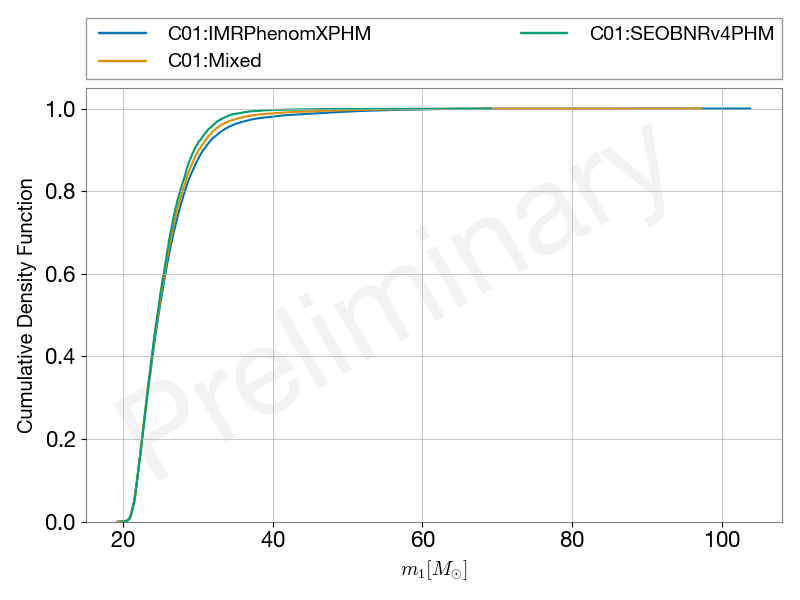 C01:IMRPhenomXPHM
C01:Mixed
C01:SEOBNRv4PHM
Cumulative Density Function
1.0
0.8
0.6
0.4
0.2
0.0
Preliminary
20 40 60 80 100
m₁[M☉]